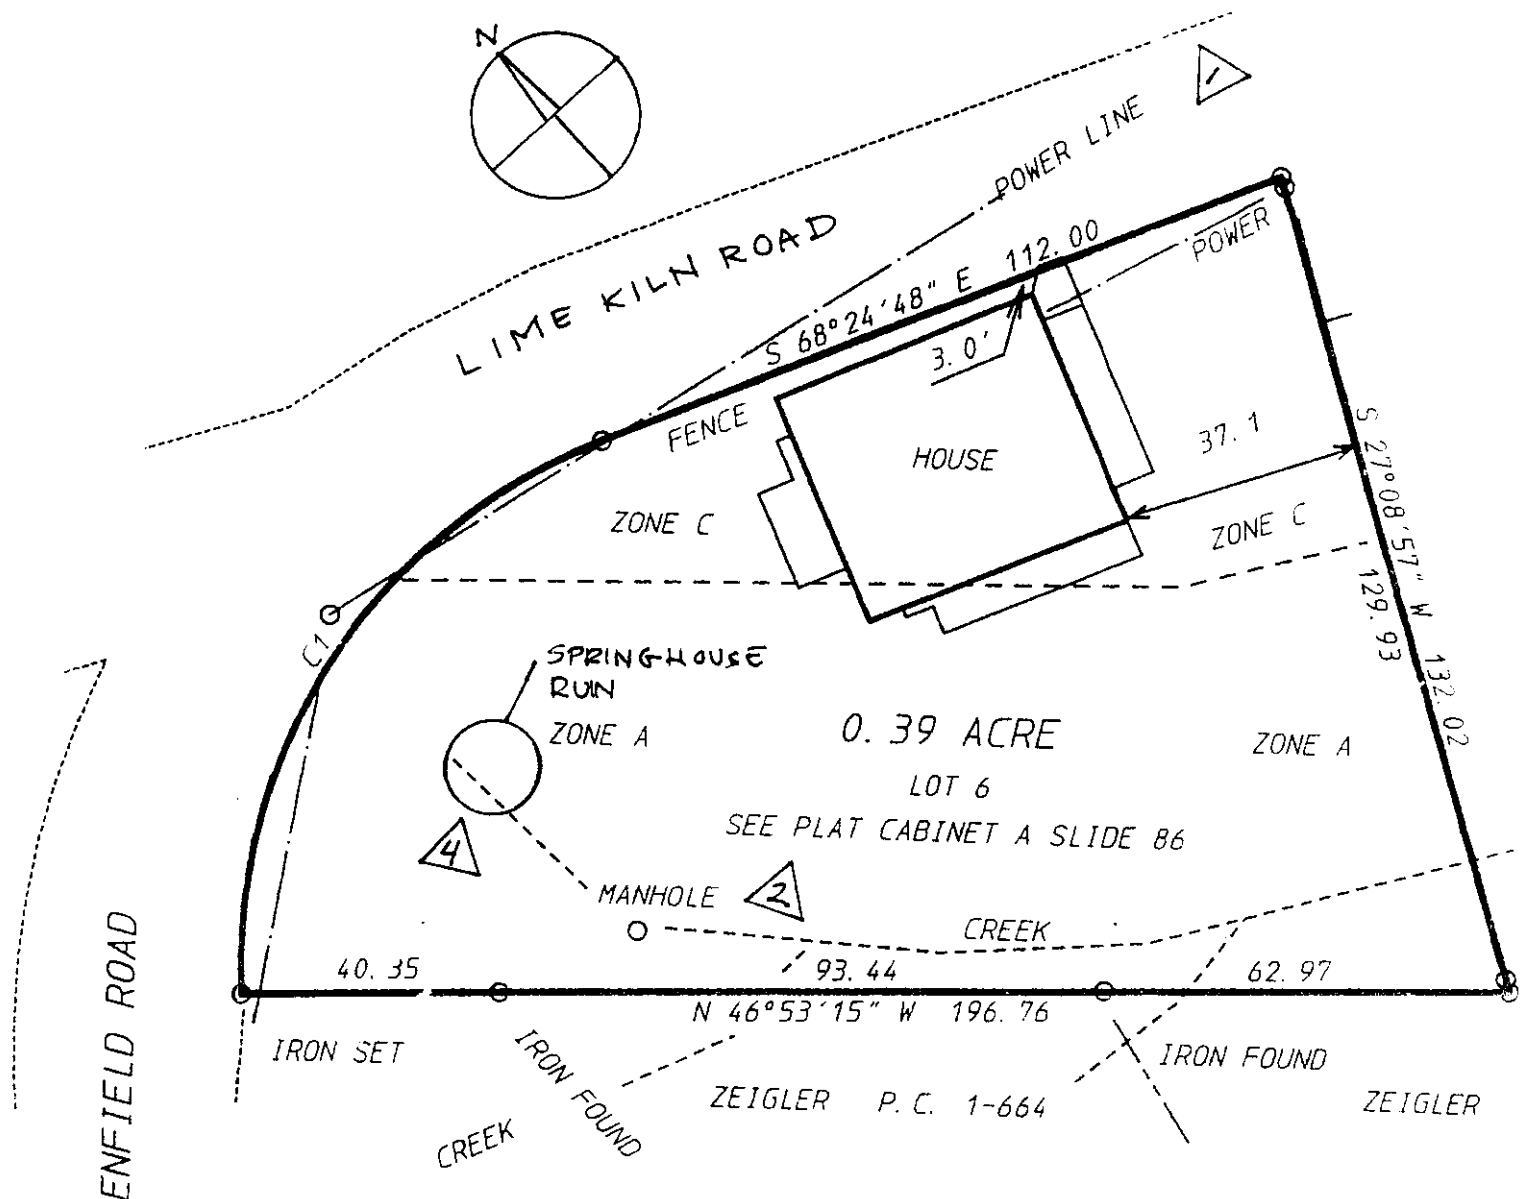 N
1
POWER LINE
LIME KILN ROAD
POWER
S 68°24'48" E 112.00
3.0'
FENCE
HOUSE
37.1
S 27°08'57" W 132.02
129.93
ZONE C
ZONE C
C1
SPRINGHOUSE
RUIN
ZONE A
0.39 ACRE
ZONE A
LOT 6
SEE PLAT CABINET A SLIDE 86
4
MANHOLE
2
CREEK
40.35
93.44
62.97
N 46°53'15" W 196.76
IRON SET
IRON FOUND
IRON FOUND
ZEIGLER P.C. 1-664
ZEIGLER
CREEK
ENFIELD ROAD